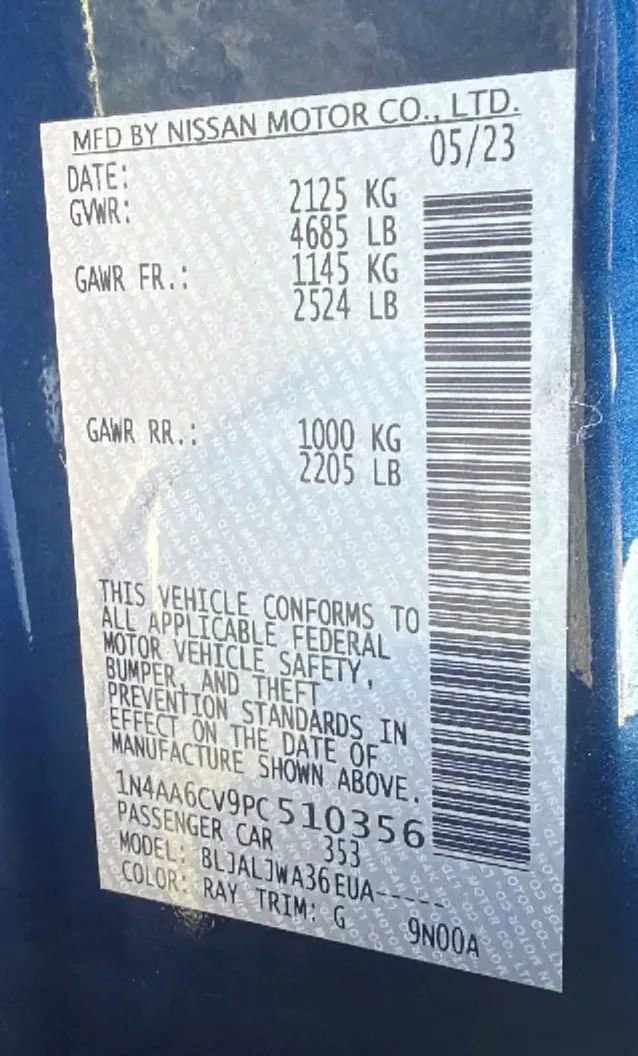 MFD BY NISSAN MOTOR CO., LTD.
DATE: 05/23
GVWR: 2125 KG
4685 LB
GAWR FR.: 1145 KG
2524 LB
GAWR RR.: 1000 KG
2205 LB
THIS VEHICLE CONFORMS TO
ALL APPLICABLE FEDERAL
MOTOR VEHICLE SAFETY,
BUMPER, AND THEFT
PREVENTION STANDARDS IN
EFFECT ON THE DATE OF
MANUFACTURE SHOWN ABOVE.
1N4AA6CV9PC510356
PASSENGER CAR 353
MODEL: BLJALJWA36EUA-----
COLOR: RAY TRIM: G 9N00A